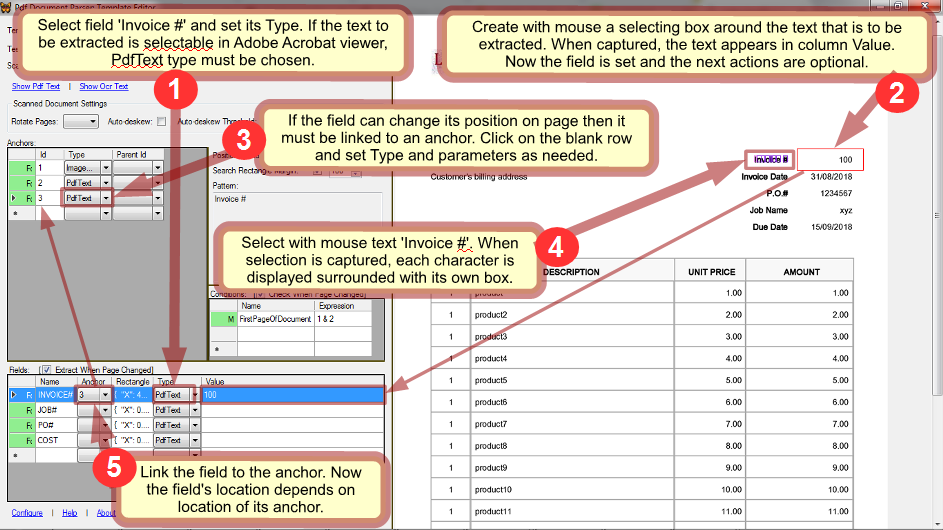 Pdf Document Parser Template Editor
Select field 'Invoice #' and set its Type. If the text to
be extracted is selectable in Adobe Acrobat viewer,
PdfText type must be chosen.
1
Create with mouse a selecting box around the text that is to be
extracted. When captured, the text appears in column Value.
Now the field is set and the next actions are optional.
2
Show Pdf Text | Show Ocr Text
Scanned Document Settings
Rotate Pages: Auto-deskew: Auto-deskew Threshold:
3
If the field can change its position on page then it
must be linked to an anchor. Click on the blank row
and set Type and parameters as needed.
Anchors:
Id Type Parent Id
F 1 Image...
F 2 PdfText
F 3 PdfText
*
Search Rectangle Margin:
Pattern:
Invoice #
4
Select with mouse text 'Invoice #'. When
selection is captured, each character is
displayed surrounded with its own box.
Conditions: Check When Page Changed]
Name Expression
M FirstPageOfDocument 1 & 2
*
Fields: [ Extract When Page Changed]
Name Anchor Rectangle Type Value
F INVOICE# 3 { "X": 4... PdfText 100
F JOB# { "X": 0.... PdfText
F PO# { "X": 0.... PdfText
F COST { "X": 0.... PdfText
*
5
Link the field to the anchor. Now
the field's location depends on
location of its anchor.
Configure | Help | About
L
Customer's billing address
Invoice # 100
Invoice Date 31/08/2018
P.O.# 1234567
Job Name xyz
Due Date 15/09/2018
DESCRIPTION UNIT PRICE AMOUNT
1 product 1.00 1.00
1 product2 2.00 2.00
1 product3 3.00 3.00
1 product4 4.00 4.00
1 product5 5.00 5.00
1 product6 6.00 6.00
1 product7 7.00 7.00
1 product8 8.00 8.00
1 product9 9.00 9.00
1 product10 10.00 10.00
1 product11 11.00 11.00